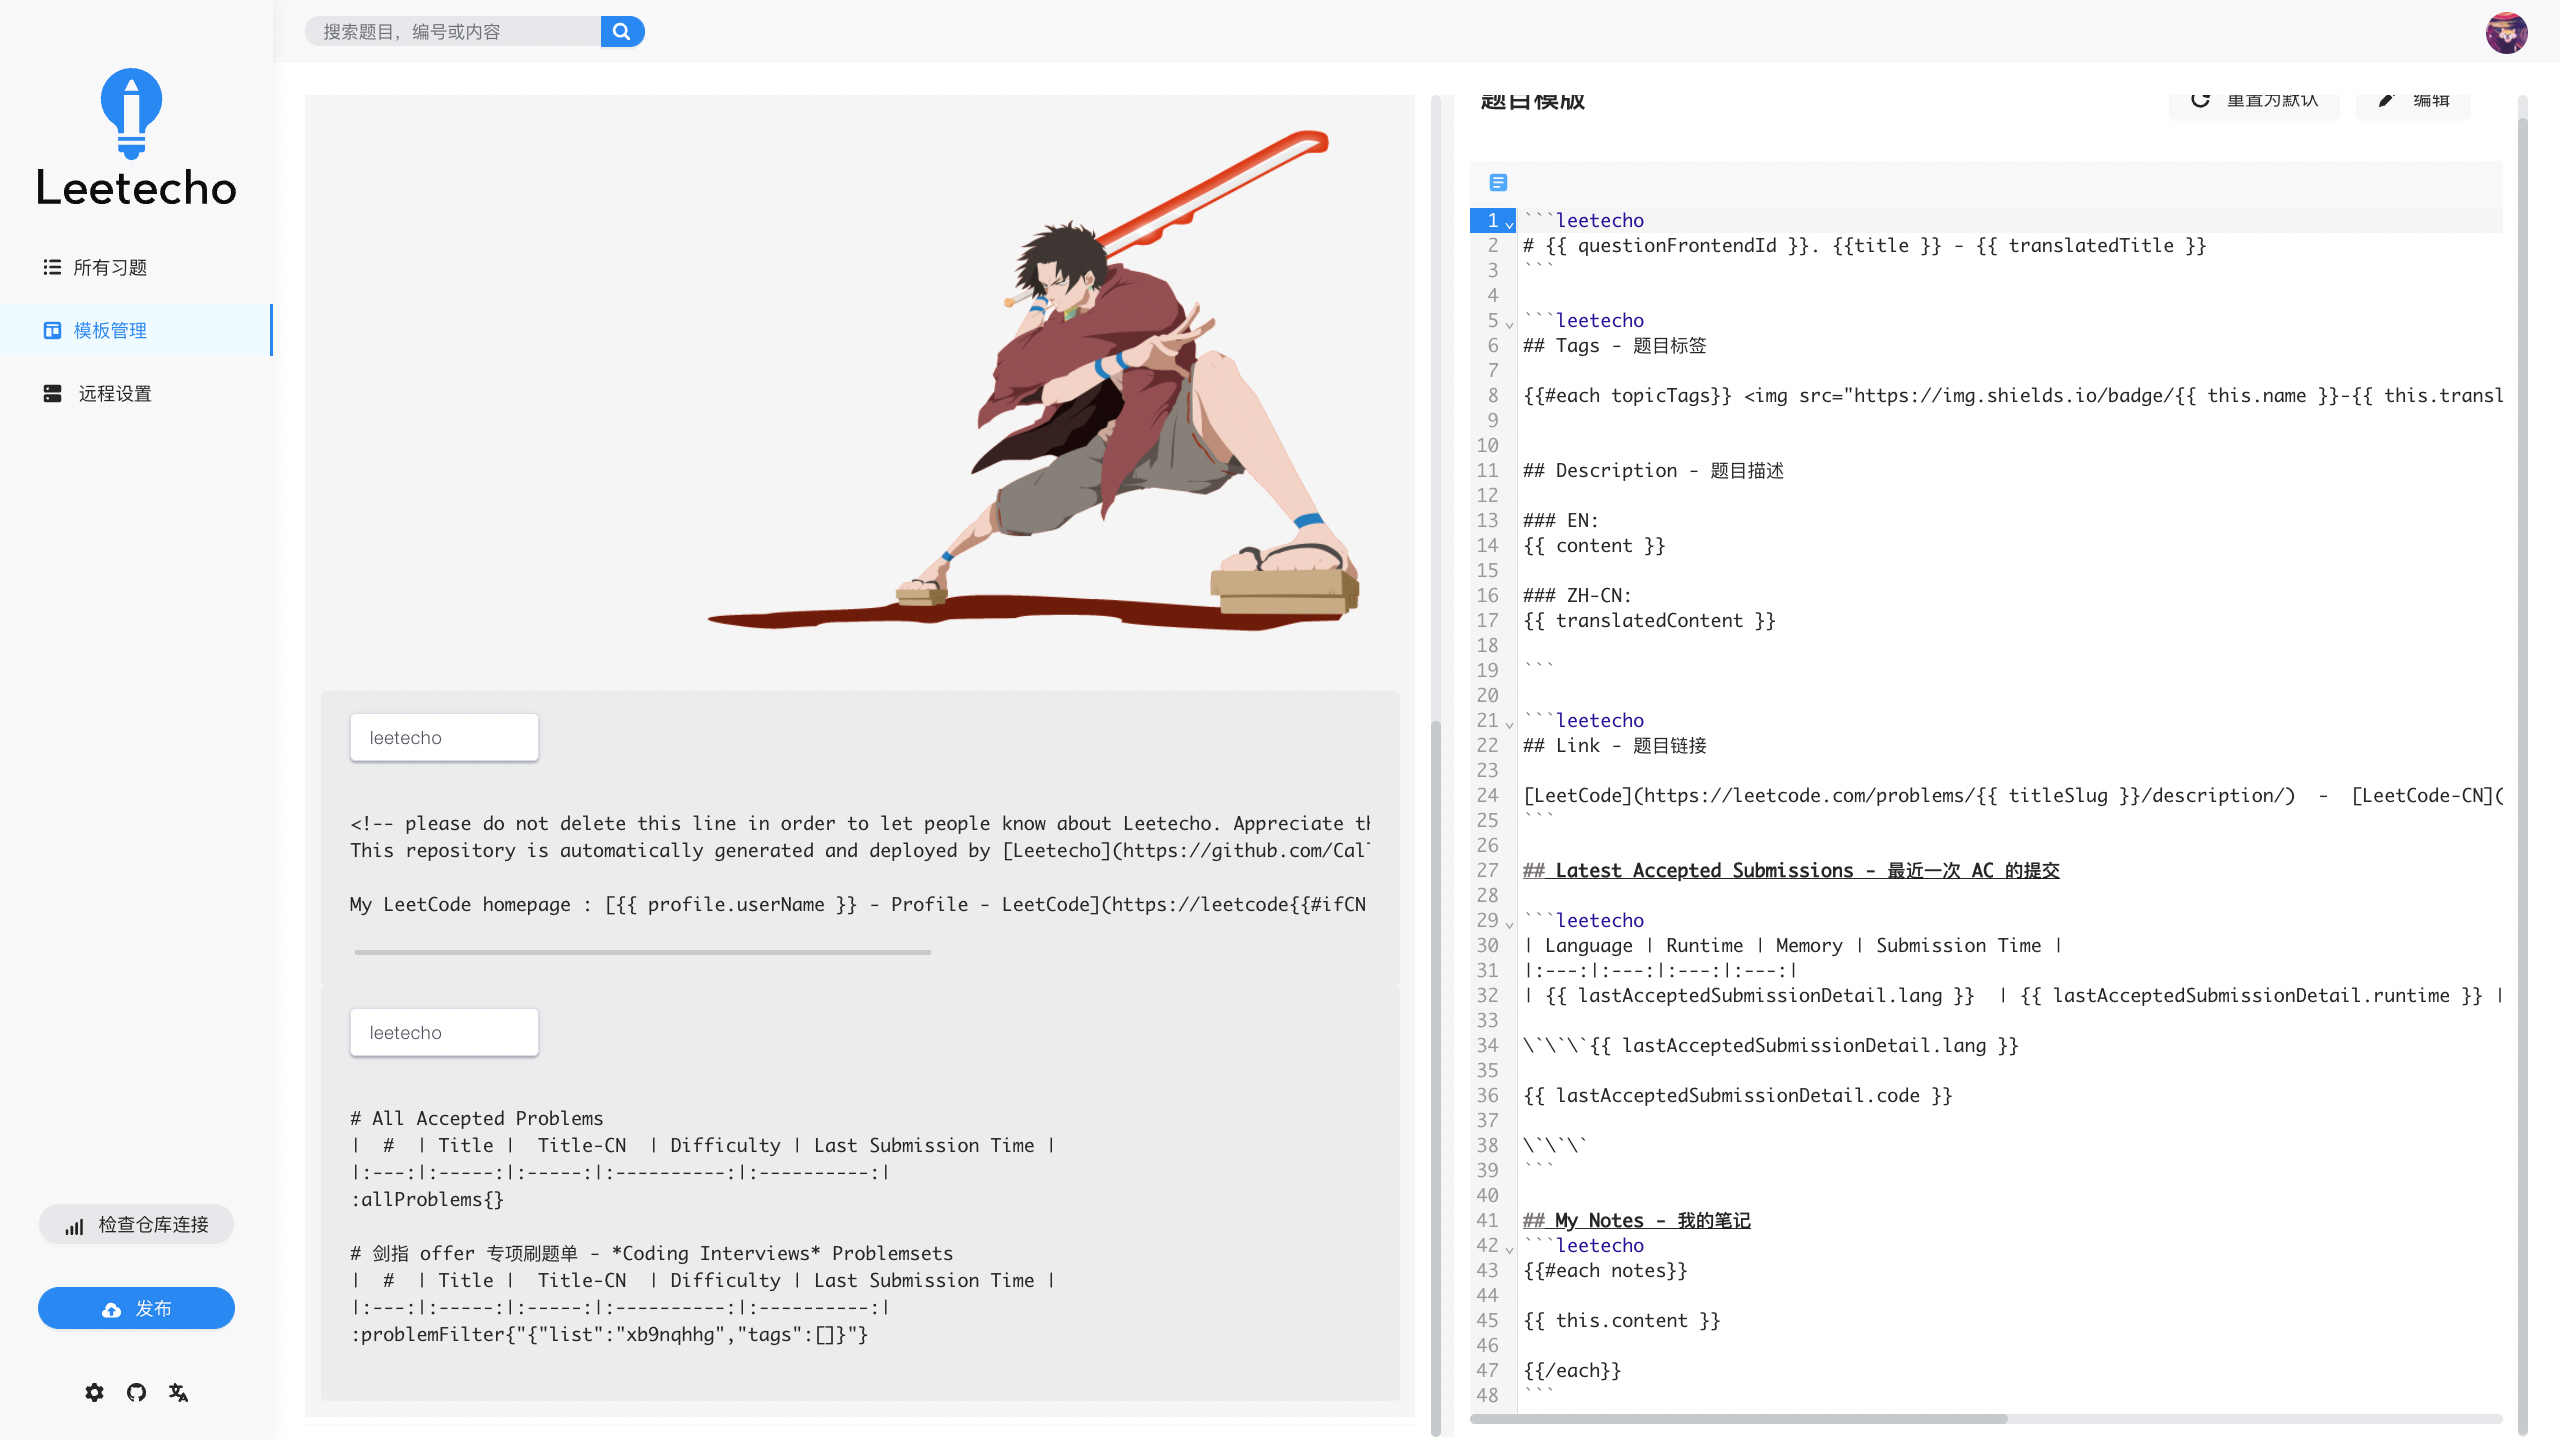 搜索题目，编号或内容
Leetecho
所有习题
模板管理
远程设置
检查仓库连接
发布
leetecho
<!-- please do not delete this line in order to let people know about Leetecho. Appreciate th
This repository is automatically generated and deployed by [Leetecho](https://github.com/Cal
My LeetCode homepage : [{{ profile.userName }} - Profile - LeetCode](https://leetcode{{#ifCN
leetecho
# All Accepted Problems
|  #  | Title |  Title-CN  | Difficulty | Last Submission Time |
|:---:|:-----:|:-----:|:----------:|:----------:|
:allProblems{}
# 剑指 offer 专项刷题单 - *Coding Interviews* Problemsets
|  #  | Title |  Title-CN  | Difficulty | Last Submission Time |
|:---:|:-----:|:-----:|:----------:|:----------:|
:problemFilter{"{"list":"xb9nqhhg","tags":[]}"}
题目模版
重置为默认
编辑
1 ```leetecho
2 # {{ questionFrontendId }}. {{title }} - {{ translatedTitle }}
3 ```
4
5 ```leetecho
6 ## Tags - 题目标签
7
8 {{#each topicTags}} <img src="https://img.shields.io/badge/{{ this.name }}-{{ this.transl
9
10
11 ## Description - 题目描述
12
13 ### EN:
14 {{ content }}
15
16 ### ZH-CN:
17 {{ translatedContent }}
18
19 ```
20
21 ```leetecho
22 ## Link - 题目链接
23
24 [LeetCode](https://leetcode.com/problems/{{ titleSlug }}/description/)  -  [LeetCode-CN](
25 ```
26
27 ## Latest Accepted Submissions - 最近一次 AC 的提交
28
29 ```leetecho
30 | Language | Runtime | Memory | Submission Time |
31 |:---:|:---:|:---:|:---:|
32 | {{ lastAcceptedSubmissionDetail.lang }}  | {{ lastAcceptedSubmissionDetail.runtime }} |
33
34 \`\`\`{{ lastAcceptedSubmissionDetail.lang }}
35
36 {{ lastAcceptedSubmissionDetail.code }}
37
38 \`\`\`
39 ```
40
41 ## My Notes - 我的笔记
42 ```leetecho
43 {{#each notes}}
44
45 {{ this.content }}
46
47 {{/each}}
48 ```